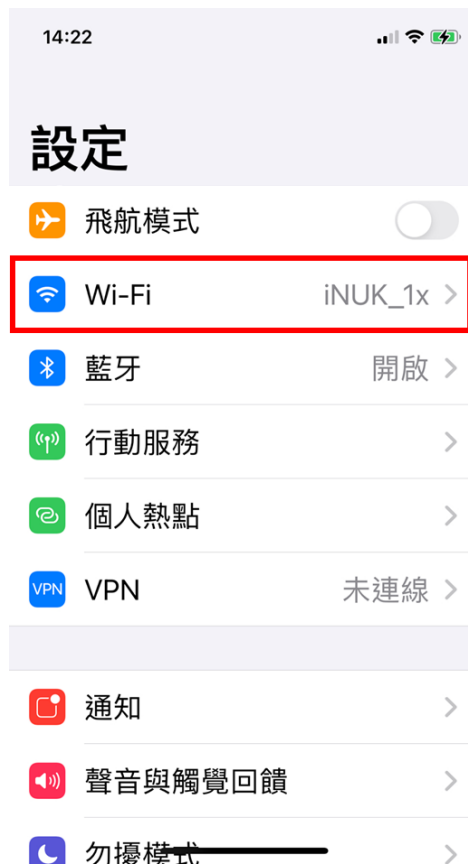 14:22
設定
飛航模式
Wi-Fi iNUK_1x
藍牙 開啟
行動服務
個人熱點
VPN VPN 未連線
通知
聲音與觸覺回饋
勿擾模式